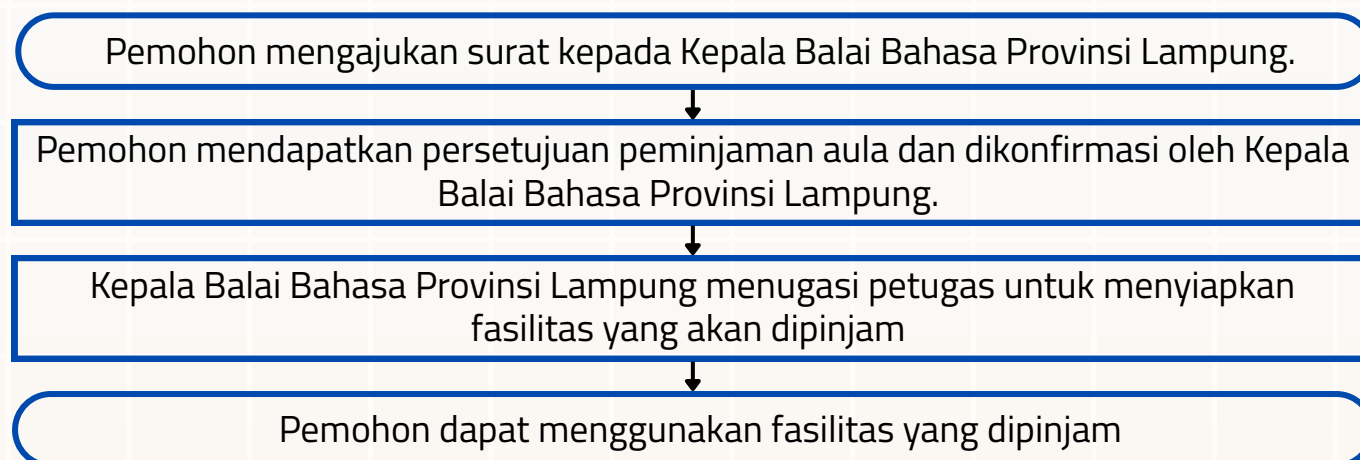 Pemohon mengajukan surat kepada Kepala Balai Bahasa Provinsi Lampung.
Pemohon mendapatkan persetujuan peminjaman aula dan dikonfirmasi oleh Kepala
Balai Bahasa Provinsi Lampung.
Kepala Balai Bahasa Provinsi Lampung menugasi petugas untuk menyiapkan
fasilitas yang akan dipinjam
Pemohon dapat menggunakan fasilitas yang dipinjam